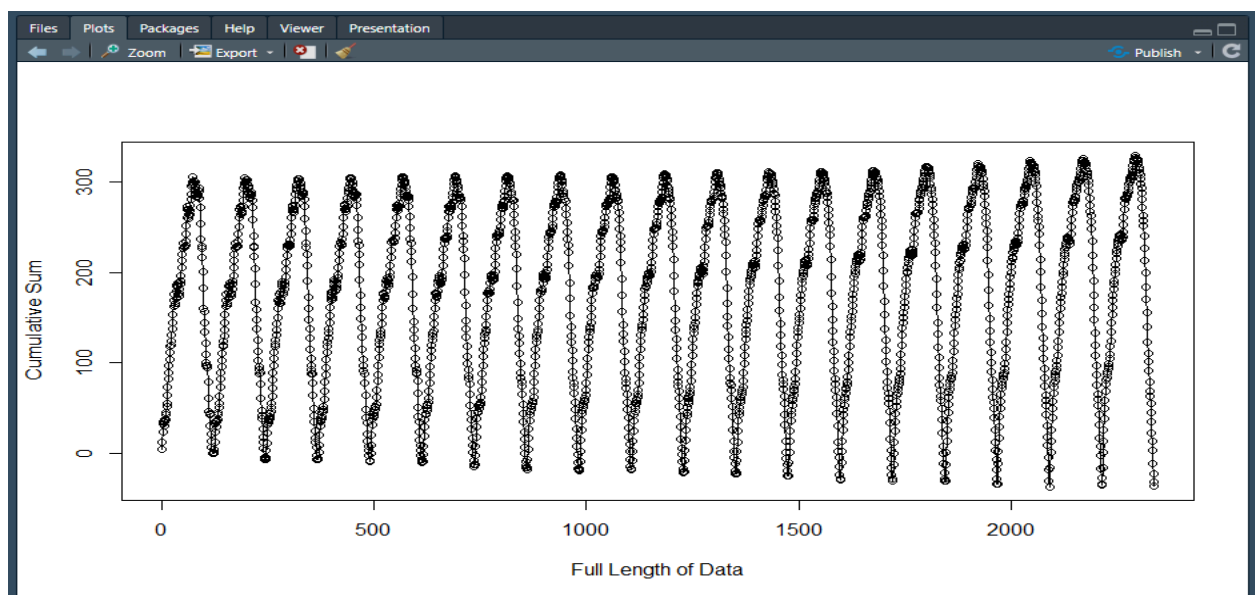 Files Plots Packages Help Viewer Presentation
Zoom Export Publish
300
200
100
0
Cumulative Sum
0 500 1000 1500 2000
Full Length of Data